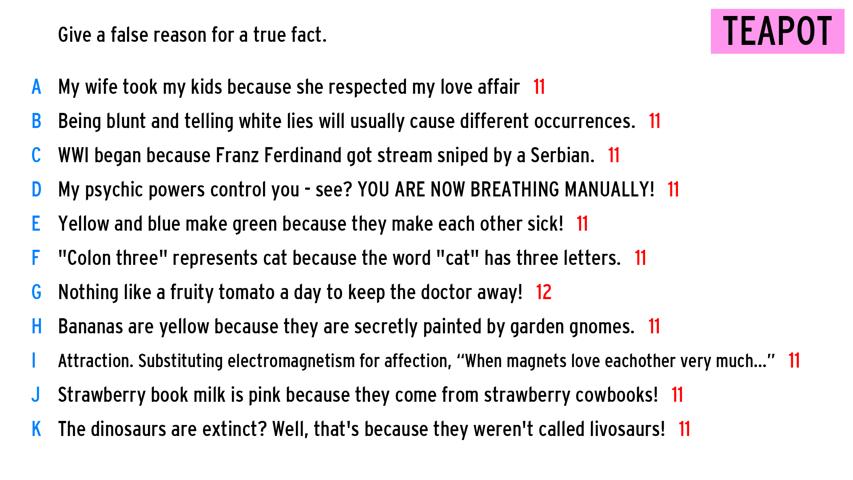 Give a false reason for a true fact.
TEAPOT
A My wife took my kids because she respected my love affair 11
B Being blunt and telling white lies will usually cause different occurrences. 11
C WWI began because Franz Ferdinand got stream sniped by a Serbian. 11
D My psychic powers control you - see? YOU ARE NOW BREATHING MANUALLY! 11
E Yellow and blue make green because they make each other sick! 11
F "Colon three" represents cat because the word "cat" has three letters. 11
G Nothing like a fruity tomato a day to keep the doctor away! 12
H Bananas are yellow because they are secretly painted by garden gnomes. 11
I Attraction. Substituting electromagnetism for affection, “When magnets love eachother very much...” 11
J Strawberry book milk is pink because they come from strawberry cowbooks! 11
K The dinosaurs are extinct? Well, that's because they weren't called livosaurs! 11